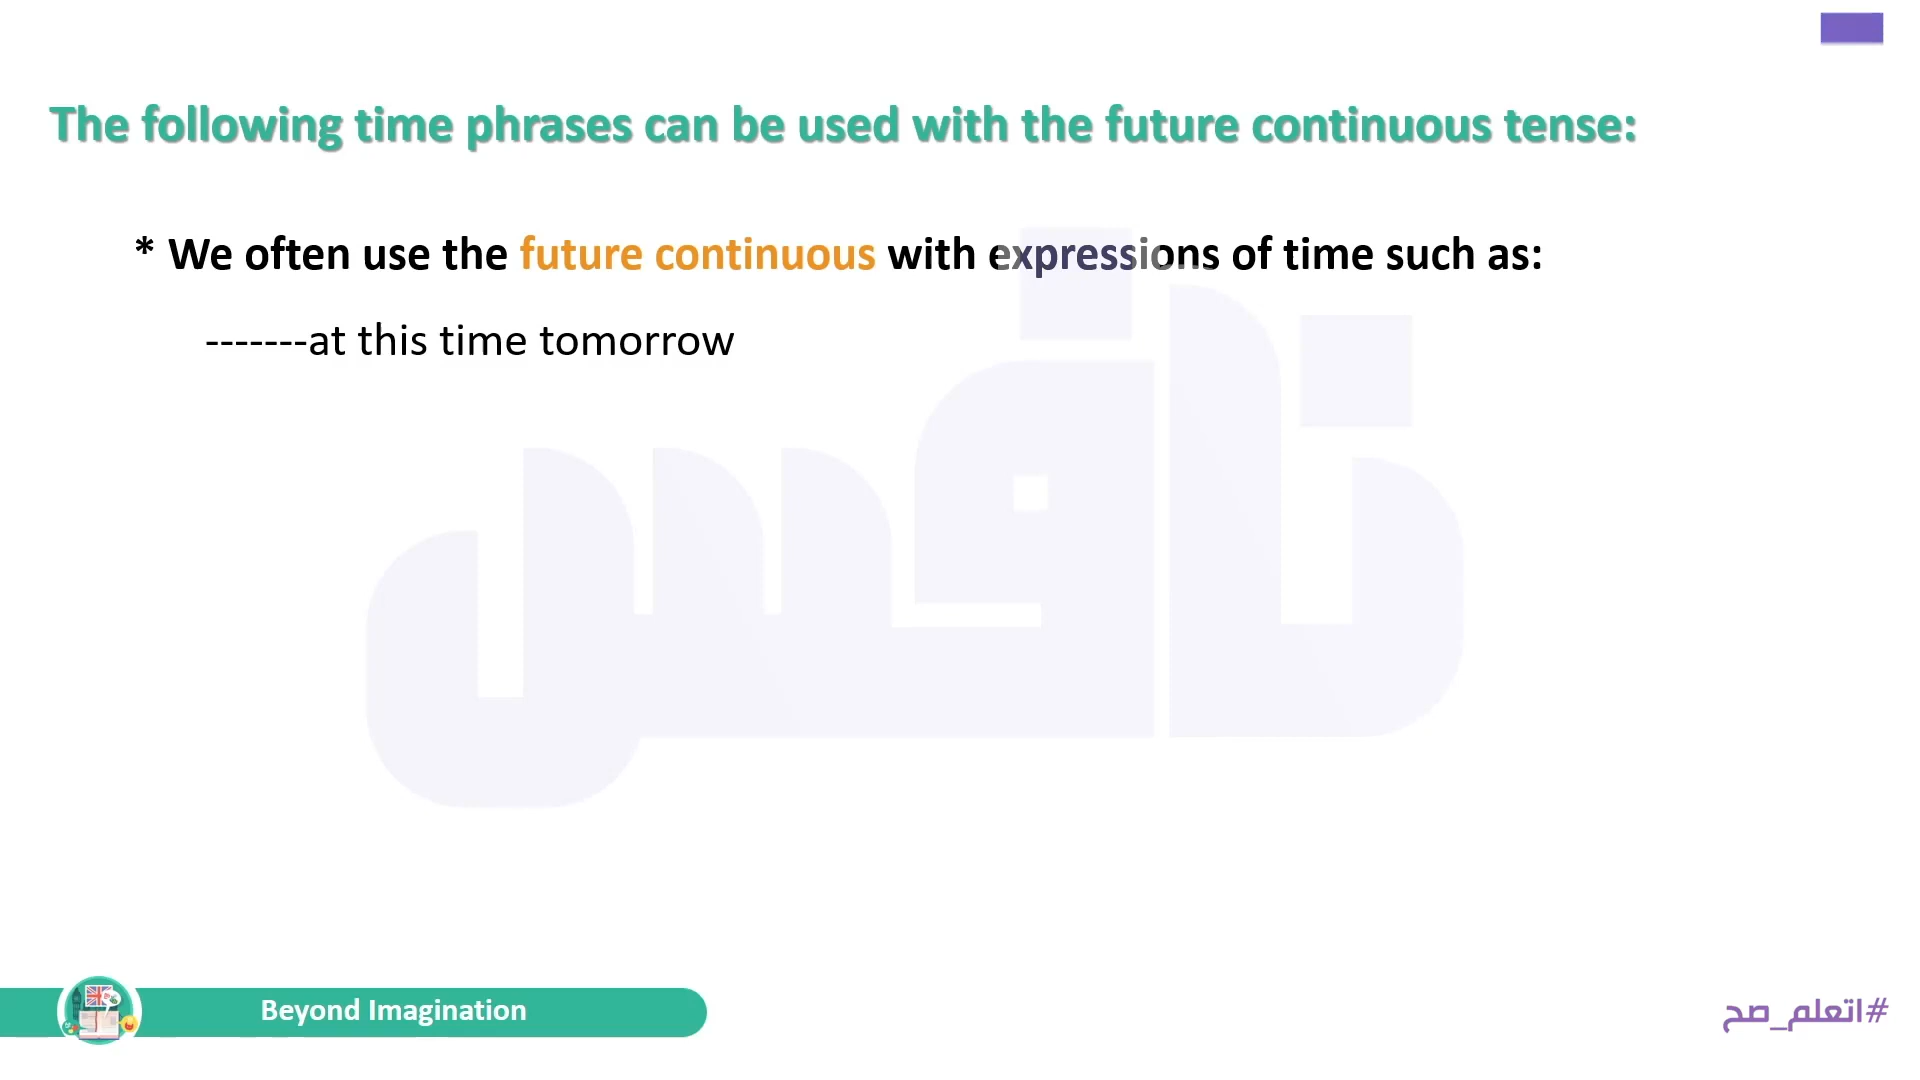 The following time phrases can be used with the future continuous tense:
* We often use the future continuous with expressions of time such as:
-------at this time tomorrow
نافس
Beyond Imagination
#اتعلم_صح